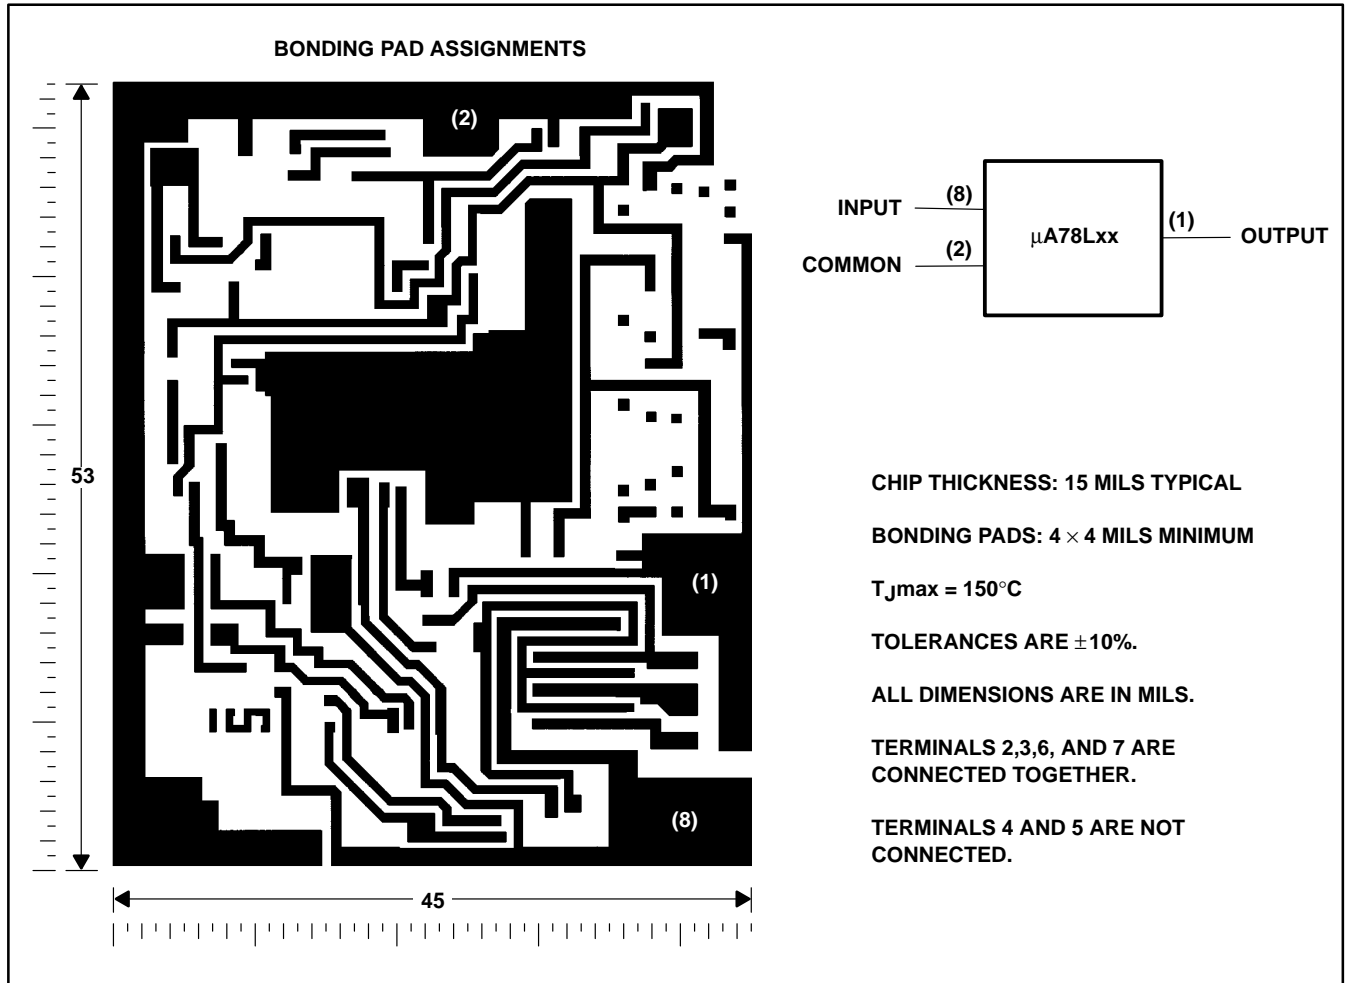 BONDING PAD ASSIGNMENTS
(2)
53
(1)
(8)
45
INPUT
(8)
COMMON
(2)
μA78Lxx
(1)
OUTPUT
CHIP THICKNESS: 15 MILS TYPICAL
BONDING PADS: 4 × 4 MILS MINIMUM
TJmax = 150°C
TOLERANCES ARE ±10%.
ALL DIMENSIONS ARE IN MILS.
TERMINALS 2,3,6, AND 7 ARE
CONNECTED TOGETHER.
TERMINALS 4 AND 5 ARE NOT
CONNECTED.